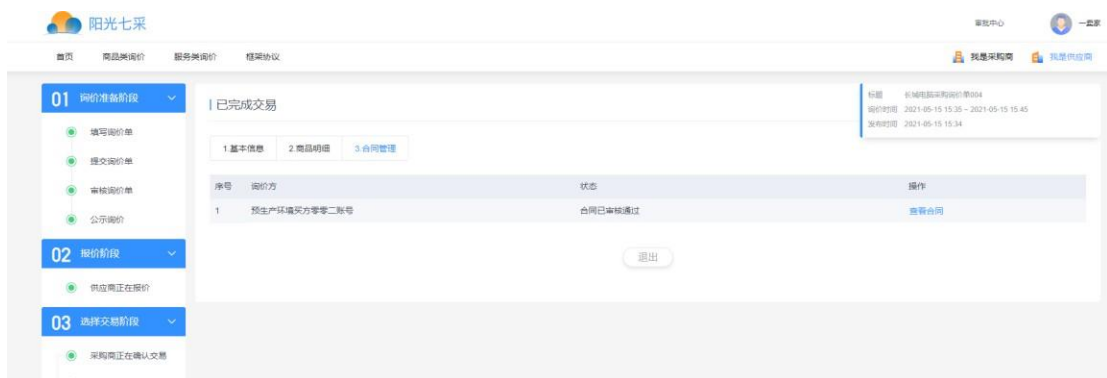 阳光七采
审批中心
一套家
首页 商品类询价 服务类询价 框架协议
我是采购商 我是供应商
01 询价准备阶段
填写询价单
提交询价单
审核询价单
公示询价
02 报价阶段
供应商正在报价
03 选择交易阶段
采购商正在确认交易
已完成交易
标题 长城电脑采购询价单004
询价时间 2021-05-15 15:35 ~ 2021-05-15 15:45
发布时间 2021-05-15 15:34
1.基本信息 2.商品明细 3.合同管理
序号 询价方 状态 操作
1 预生产环境买方零零二账号 合同已审核通过 查看合同
退出